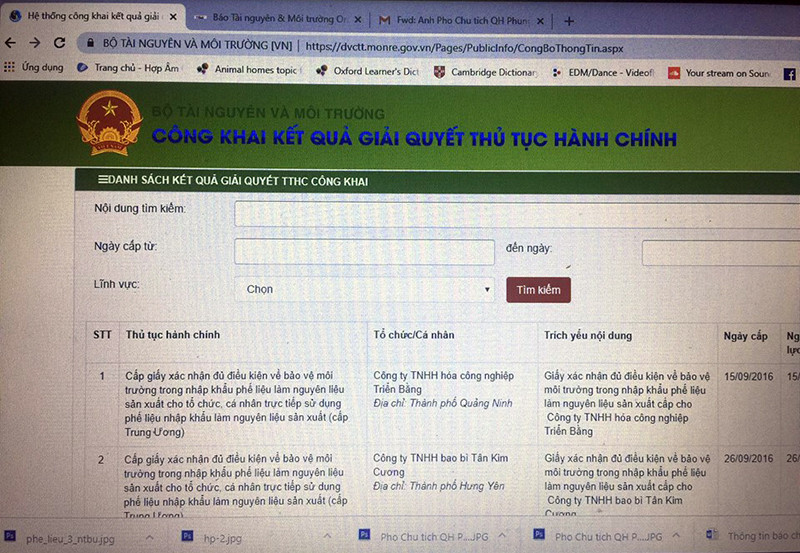 Hệ thống công khai kết quả giải
Báo Tài nguyên & Môi trường
Fwd: Anh Pho Chu tich QH Phun
BỘ TÀI NGUYÊN VÀ MÔI TRƯỜNG [VN] | https://dvctt.monre.gov.vn/Pages/PublicInfo/CongBoThongTin.aspx
Ứng dụng Trang chủ - Hợp Âm Animal homes topic Oxford Learner's Dict Cambridge Dictionar EDM/Dance - Videof Your stream on Soun
BỘ TÀI NGUYÊN VÀ MÔI TRƯỜNG
CÔNG KHAI KẾT QUẢ GIẢI QUYẾT THỦ TỤC HÀNH CHÍNH
DANH SÁCH KẾT QUẢ GIẢI QUYẾT TTHC CÔNG KHAI
Nội dung tìm kiếm:
Ngày cấp từ: đến ngày:
Lĩnh vực: Chọn Tìm kiếm
STT Thủ tục hành chính Tổ chức/Cá nhân Trích yếu nội dung Ngày cấp
1
Cấp giấy xác nhận đủ điều kiện về bảo vệ môi
trường trong nhập khẩu phế liệu làm nguyên liệu
sản xuất cho tổ chức, cá nhân trực tiếp sử dụng
phế liệu nhập khẩu làm nguyên liệu sản xuất (cấp
Trung Ương)
Công ty TNHH hóa công nghiệp
Triển Bằng
Địa chỉ: Thành phố Quảng Ninh
Giấy xác nhận đủ điều kiện về bảo vệ
môi trường trong nhập khẩu phế liệu
làm nguyên liệu sản xuất cấp cho
Công ty TNHH hóa công nghiệp
Triển Bằng
15/09/2016
2
Cấp giấy xác nhận đủ điều kiện về bảo vệ môi
trường trong nhập khẩu phế liệu làm nguyên liệu
sản xuất cho tổ chức, cá nhân trực tiếp sử dụng
phế liệu nhập khẩu làm nguyên liệu sản xuất (cấp
Trung Ương)
Công ty TNHH bao bì Tân Kim
Cương
Địa chỉ: Thành phố Hưng Yên
Giấy xác nhận đủ điều kiện về bảo vệ
môi trường trong nhập khẩu phế liệu
làm nguyên liệu sản xuất cấp cho
Công ty TNHH bao bì Tân Kim
Cương
26/09/2016
phe_lieu_3_ntbu.jpg hp-2.jpg Pho Chu tich QH P....JPG Pho Chu tich QH P....JPG Thông tin báo ch